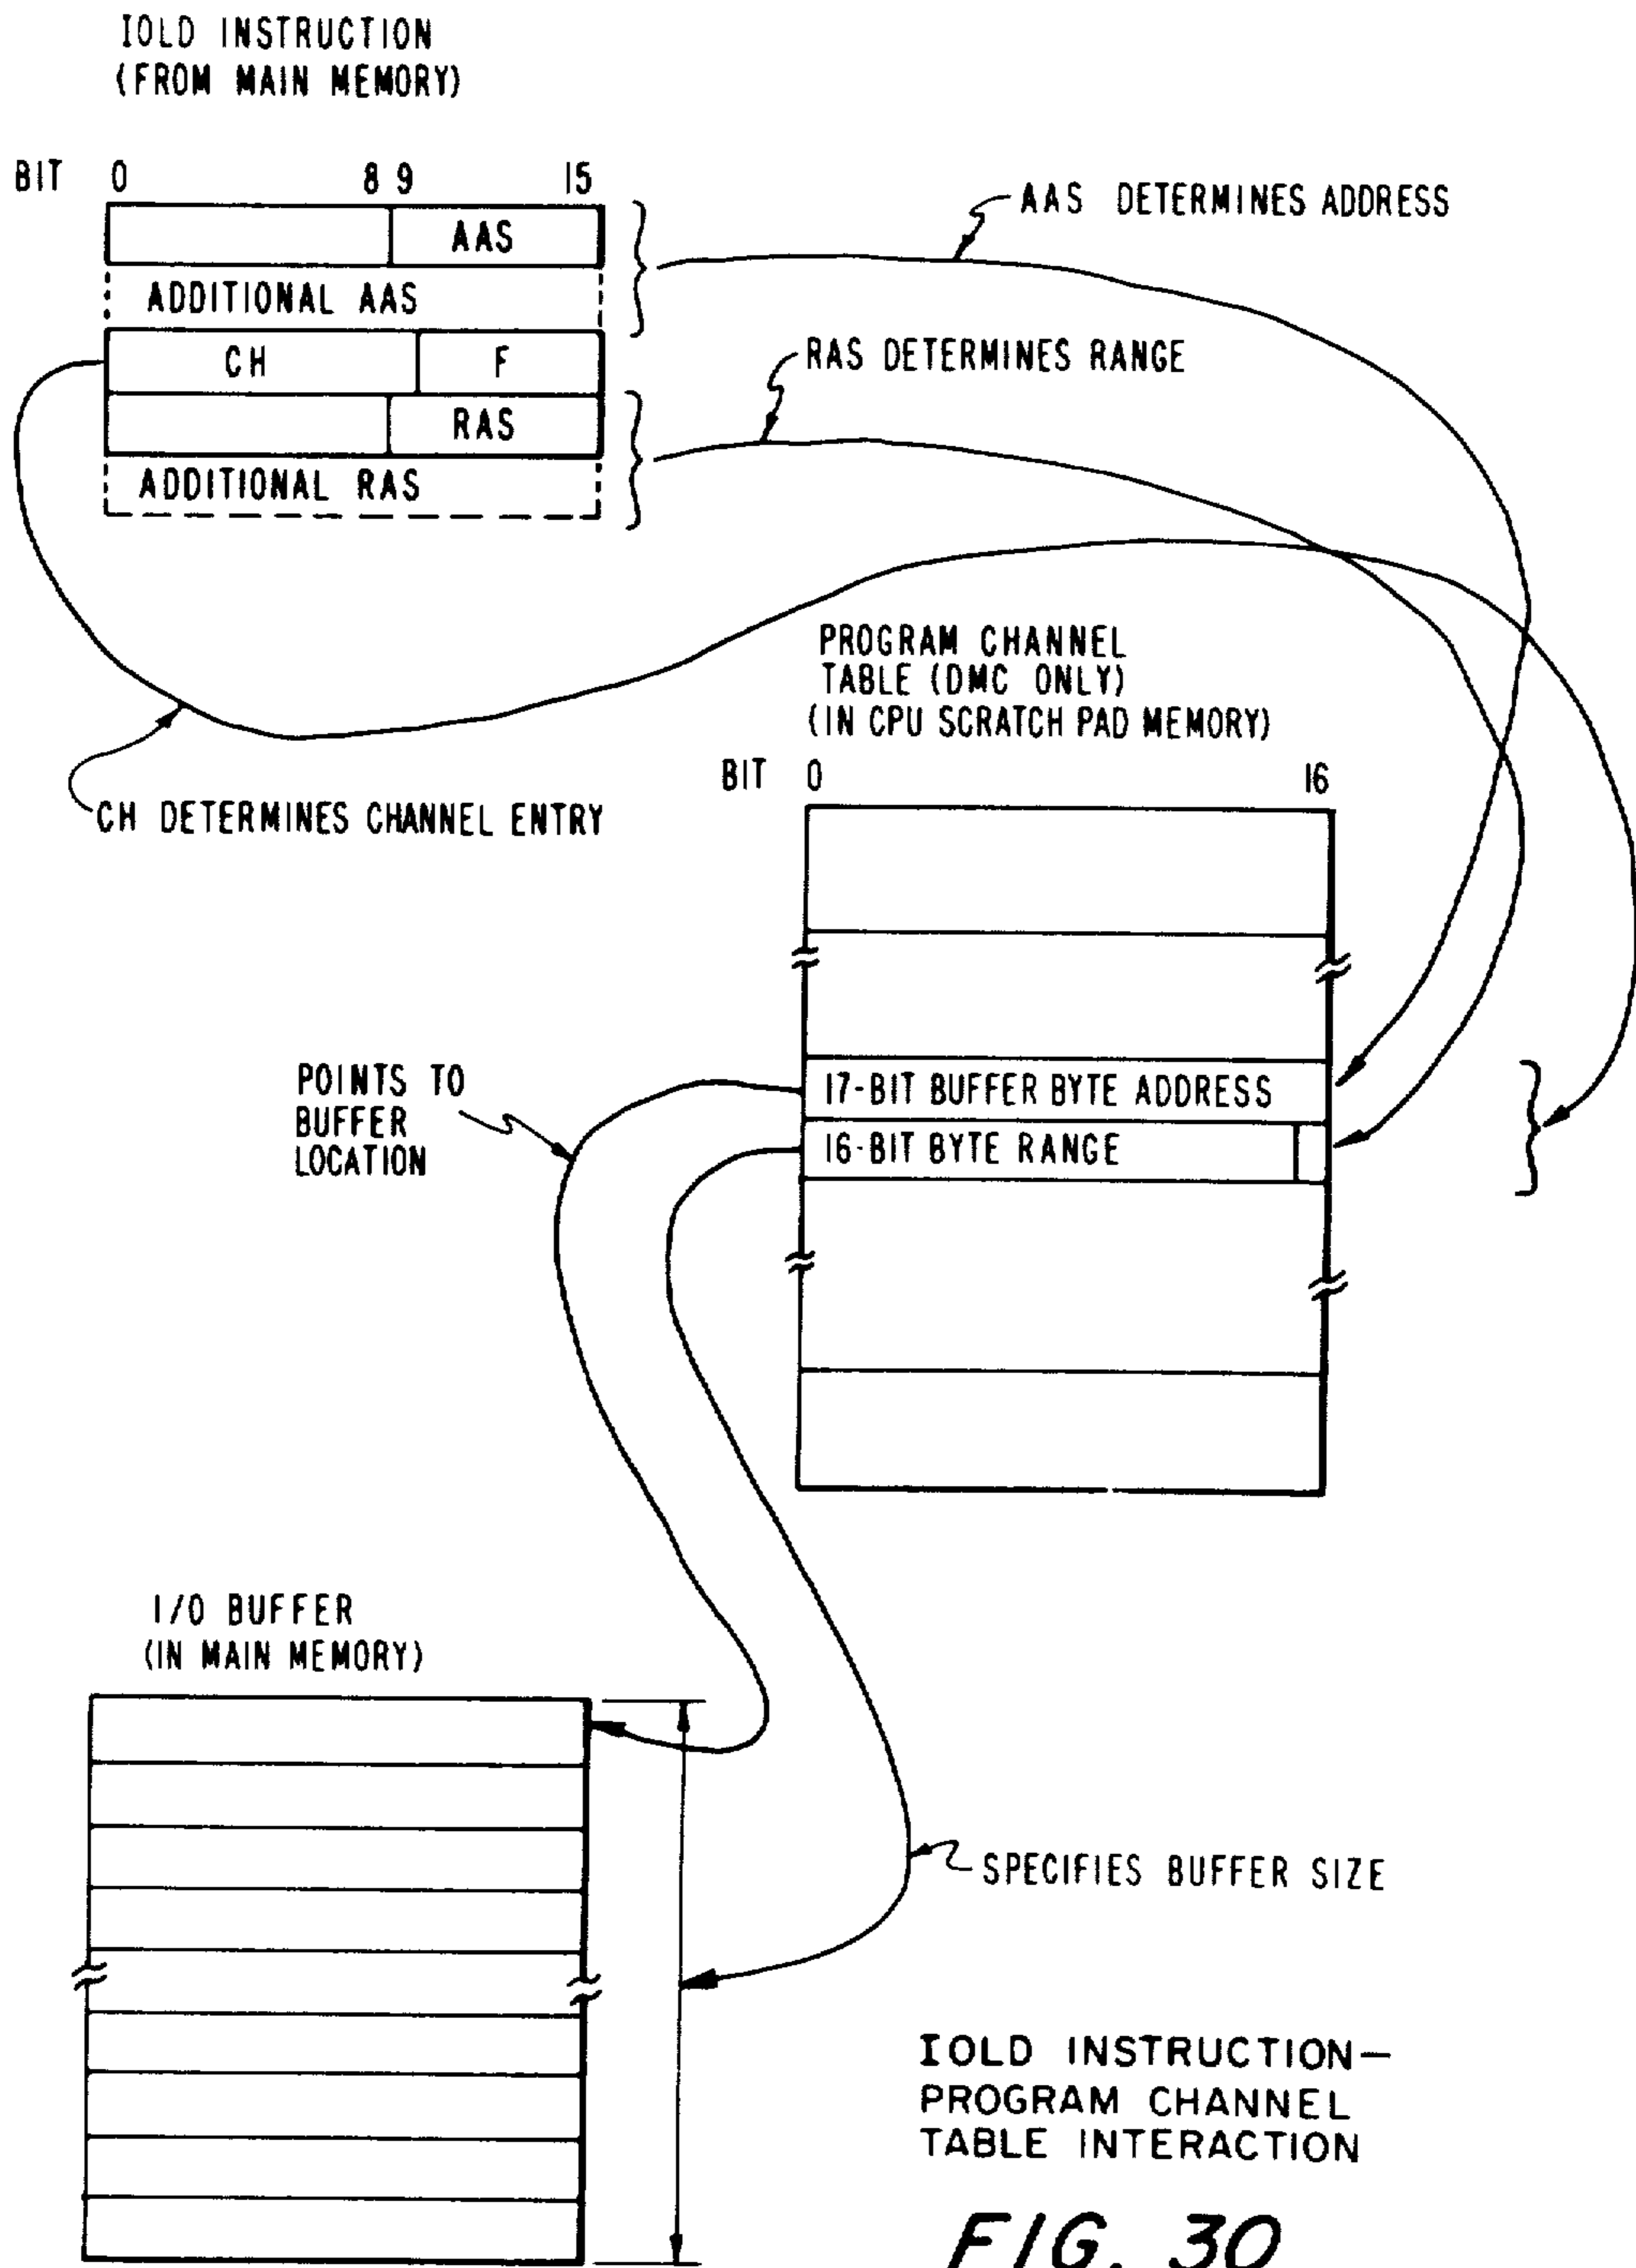 IOLD INSTRUCTION
(FROM MAIN MEMORY)
BIT 0 8 9 15
AAS
ADDITIONAL AAS
CH F
RAS
ADDITIONAL RAS
AAS DETERMINES ADDRESS
RAS DETERMINES RANGE
CH DETERMINES CHANNEL ENTRY
PROGRAM CHANNEL
TABLE (DMC ONLY)
(IN CPU SCRATCH PAD MEMORY)
BIT 0 16
17-BIT BUFFER BYTE ADDRESS
16-BIT BYTE RANGE
POINTS TO
BUFFER
LOCATION
I/O BUFFER
(IN MAIN MEMORY)
SPECIFIES BUFFER SIZE
IOLD INSTRUCTION—
PROGRAM CHANNEL
TABLE INTERACTION
FIG. 30